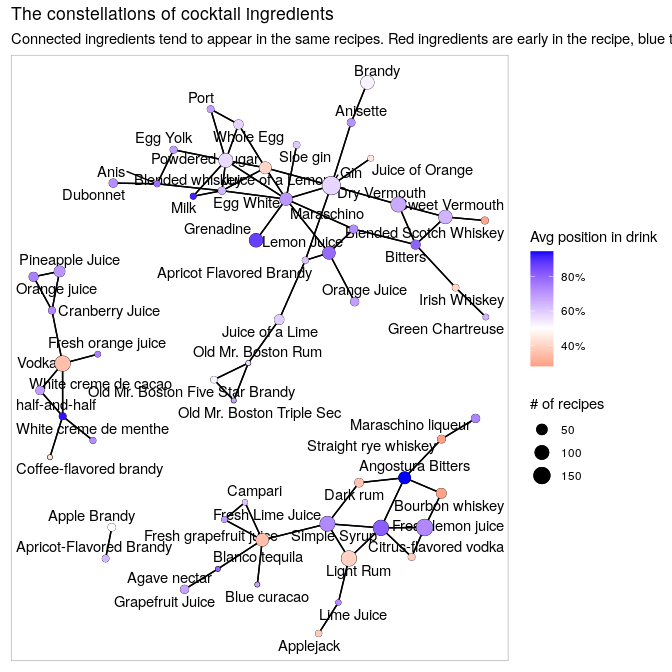 The constellations of cocktail ingredients
Connected ingredients tend to appear in the same recipes. Red ingredients are early in the recipe, blue t
Brandy
Port
Anisette
Egg Yolk
Whole Egg
Sloe gin
Powdered Sugar
Gin
Juice of Orange
Anis
Blended whiskey
Juice of a Lemon
Dubonnet
Milk
Egg White
Dry Vermouth
Sweet Vermouth
Maraschino
Grenadine
Lemon Juice
Blended Scotch Whiskey
Bitters
Pineapple Juice
Apricot Flavored Brandy
Orange juice
Orange Juice
Irish Whiskey
Cranberry Juice
Juice of a Lime
Green Chartreuse
Fresh orange juice
Old Mr. Boston Rum
Vodka
White creme de cacao
Old Mr. Boston Five Star Brandy
half-and-half
Old Mr. Boston Triple Sec
White creme de menthe
Maraschino liqueur
Straight rye whiskey
Coffee-flavored brandy
Angostura Bitters
Campari
Dark rum
Bourbon whiskey
Apple Brandy
Fresh Lime Juice
Fresh lemon juice
Fresh grapefruit juice
Simple Syrup
Apricot-Flavored Brandy
Citrus-flavored vodka
Blanco tequila
Light Rum
Agave nectar
Grapefruit Juice
Blue curacao
Lime Juice
Applejack
Avg position in drink
80%
60%
40%
# of recipes
50
100
150